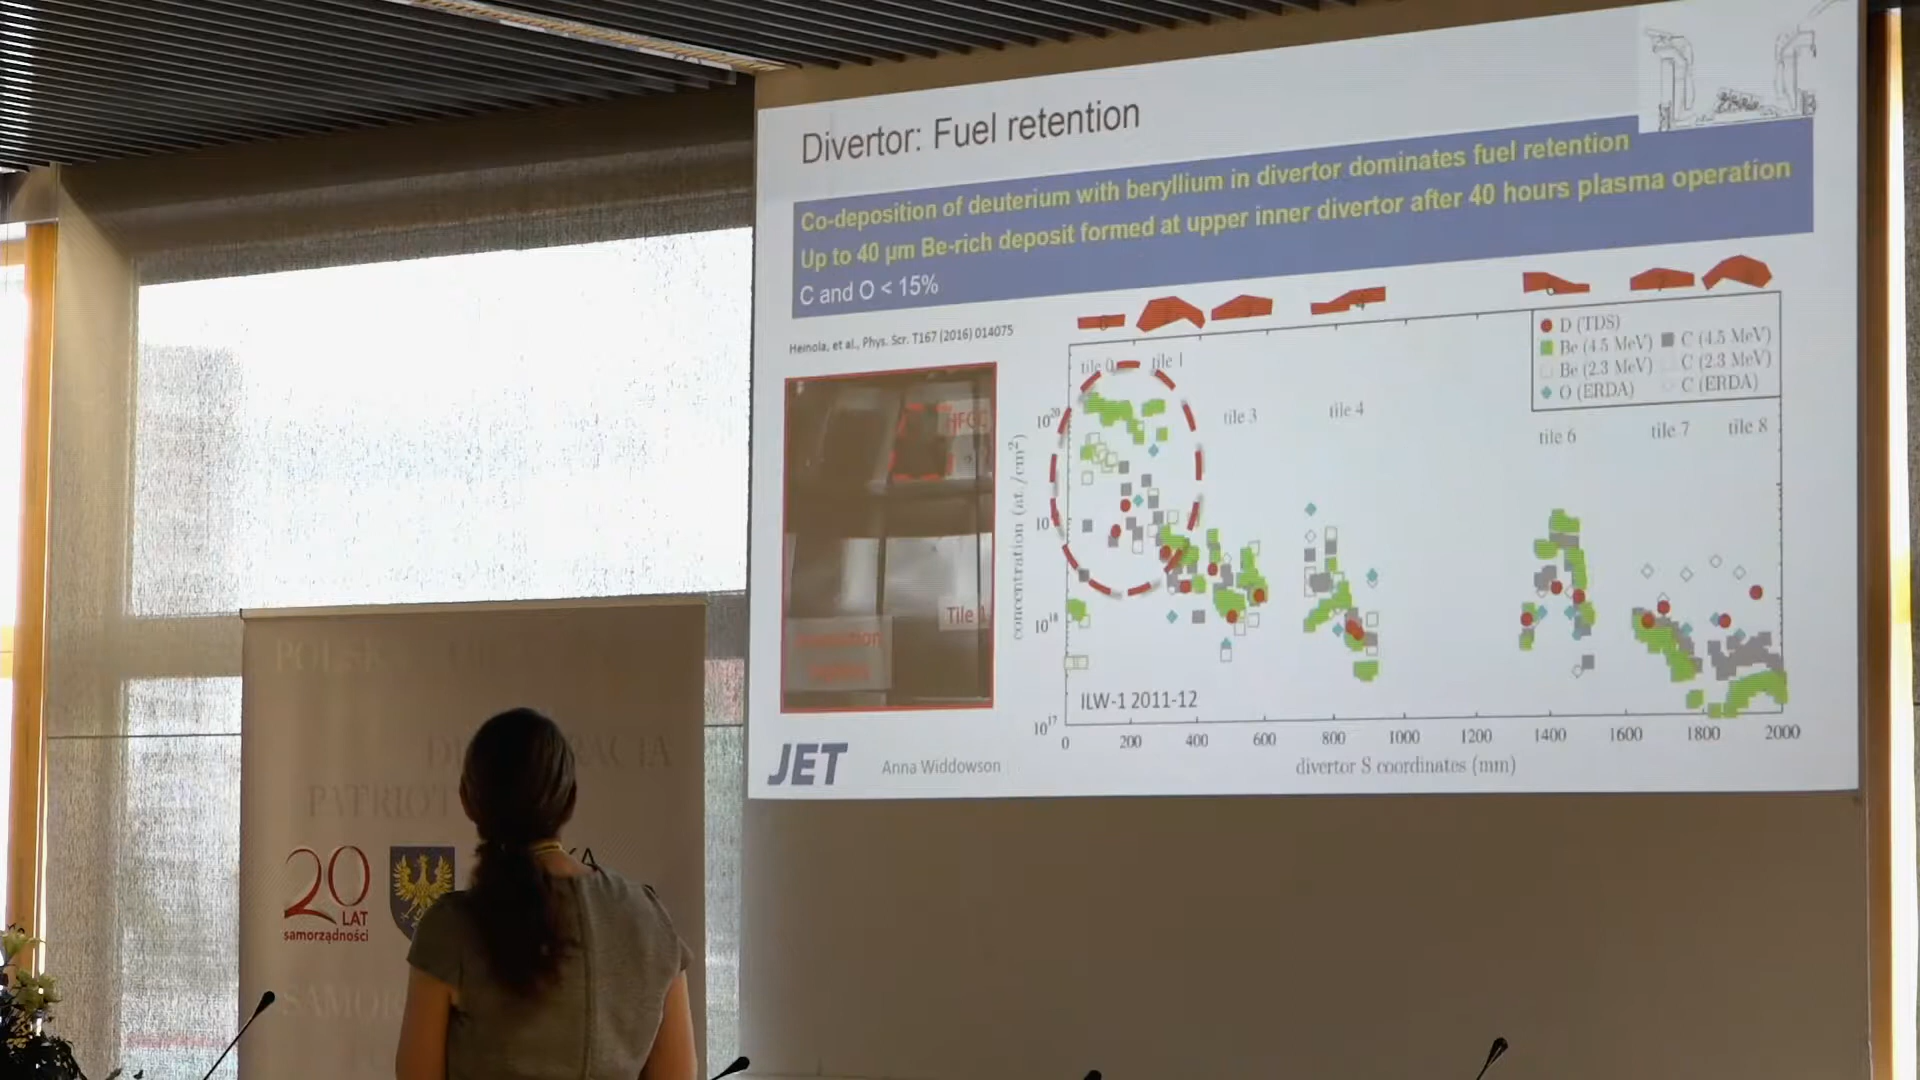 Divertor: Fuel retention
Co-deposition of deuterium with beryllium in divertor dominates fuel retention
Up to 40 µm Be-rich deposit formed at upper inner divertor after 40 hours plasma operation
C and O < 15%
Heinola, et al., Phys. Scr. T167 (2016) 014075
HFGC
Tile 1
tile 0
tile 1
tile 3
tile 4
tile 6
tile 7
tile 8
D (TDS)
Be (4.5 MeV) C (4.5 MeV)
Be (2.3 MeV) C (2.3 MeV)
O (ERDA) C (ERDA)
concentration (at./cm²)
10²⁰
10¹⁸
10¹⁷
ILW-1 2011-12
0 200 400 600 800 1000 1200 1400 1600 1800 2000
divertor S coordinates (mm)
JET
Anna Widdowson
20
LAT
samorządności